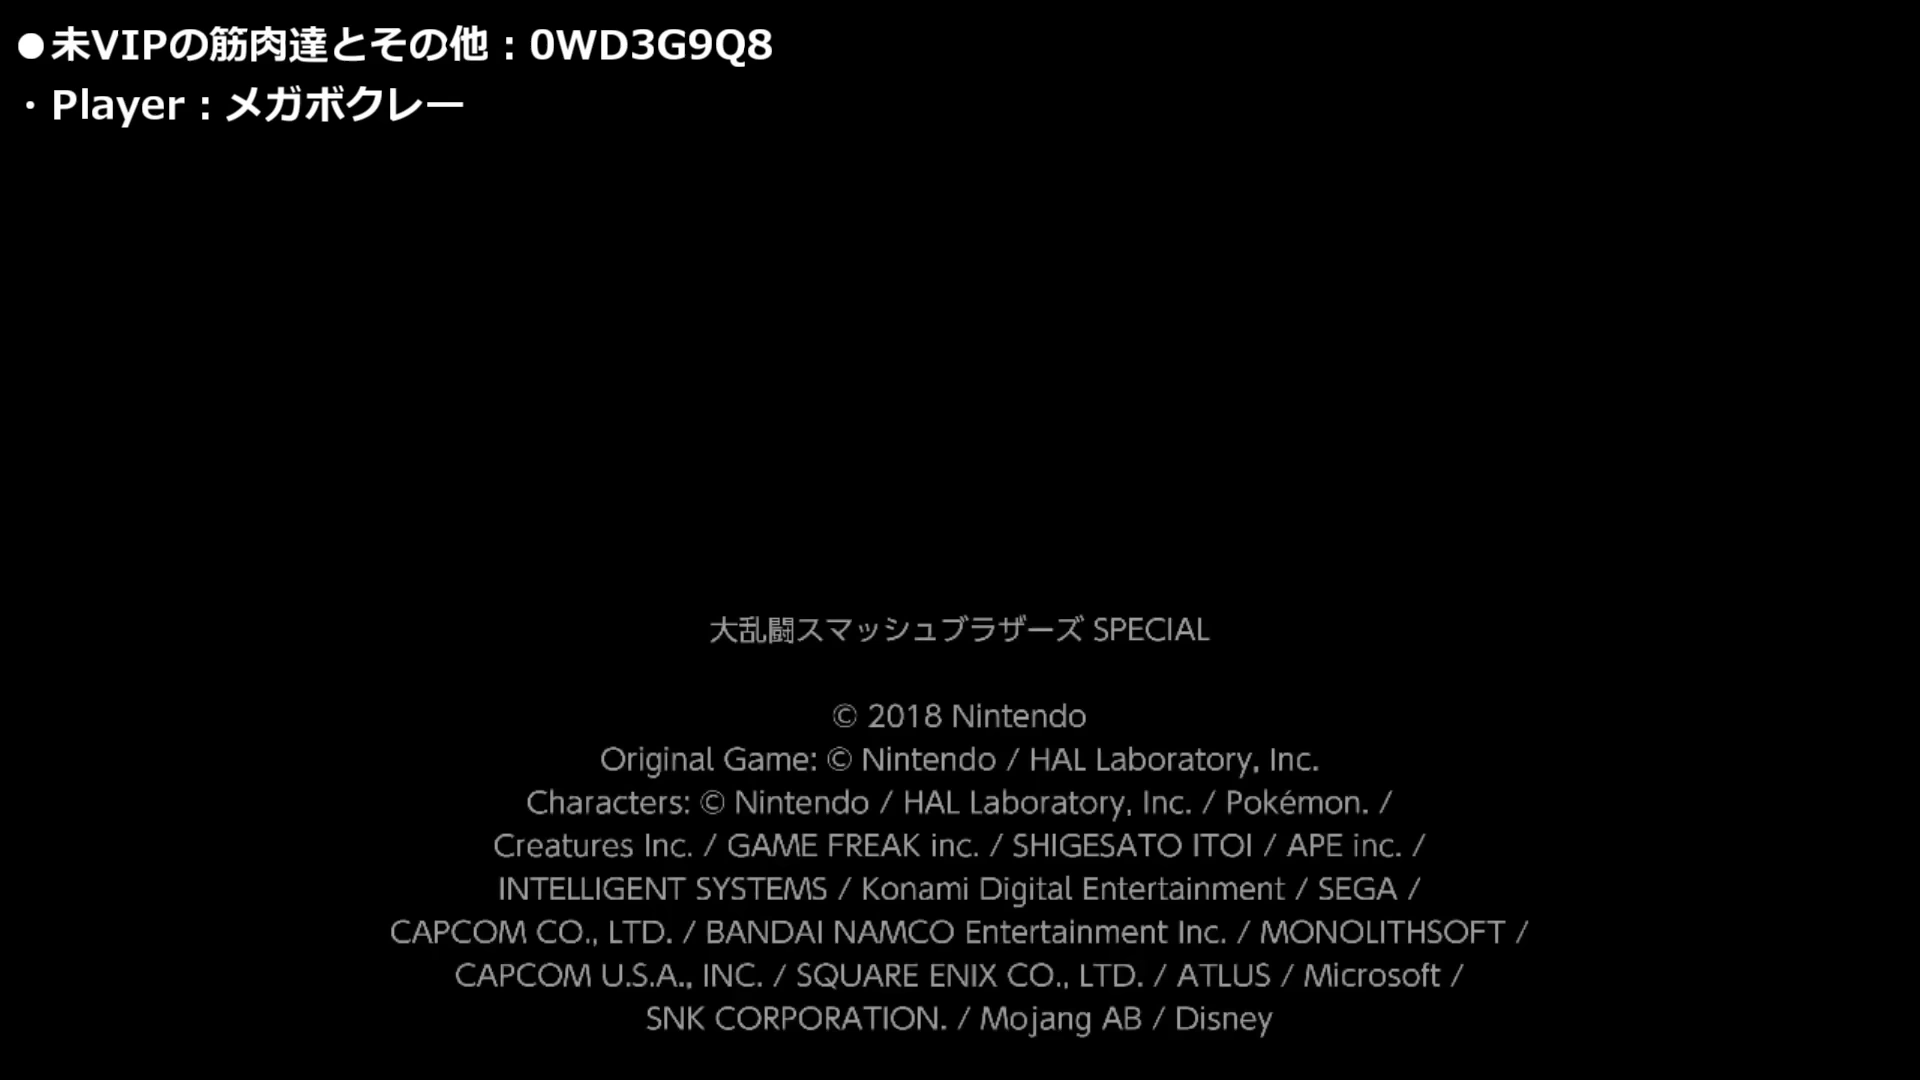 ●未VIPの筋肉達とその他：0WD3G9Q8
・Player：メガボクレー
大乱闘スマッシュブラザーズ SPECIAL
© 2018 Nintendo
Original Game: © Nintendo / HAL Laboratory, Inc.
Characters: © Nintendo / HAL Laboratory, Inc. / Pokémon. /
Creatures Inc. / GAME FREAK inc. / SHIGESATO ITOI / APE inc. /
INTELLIGENT SYSTEMS / Konami Digital Entertainment / SEGA /
CAPCOM CO., LTD. / BANDAI NAMCO Entertainment Inc. / MONOLITHSOFT /
CAPCOM U.S.A., INC. / SQUARE ENIX CO., LTD. / ATLUS / Microsoft /
SNK CORPORATION. / Mojang AB / Disney